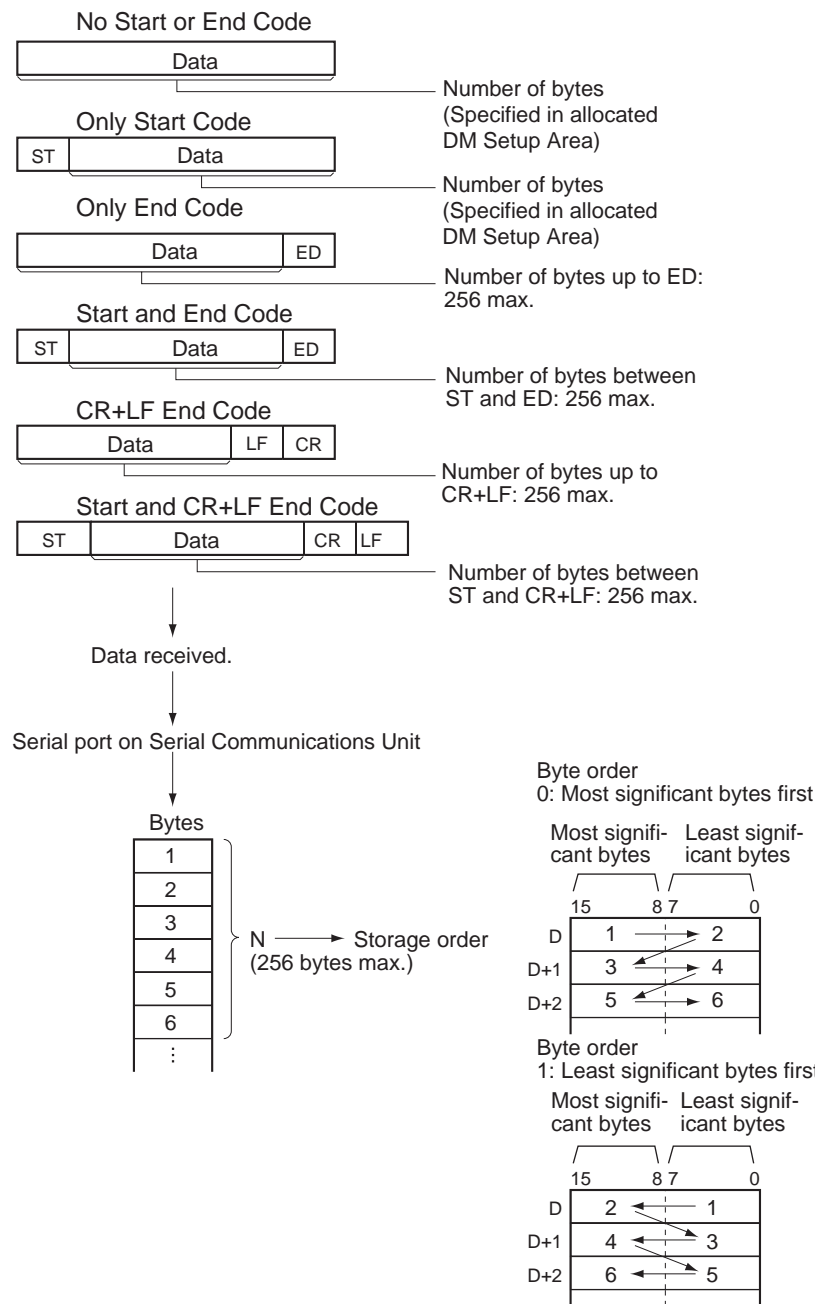 No Start or End Code
Data
Number of bytes
(Specified in allocated
DM Setup Area)
Only Start Code
ST Data
Number of bytes
(Specified in allocated
DM Setup Area)
Only End Code
Data ED
Number of bytes up to ED:
256 max.
Start and End Code
ST Data ED
Number of bytes between
ST and ED: 256 max.
CR+LF End Code
Data LF CR
Number of bytes up to
CR+LF: 256 max.
Start and CR+LF End Code
ST Data CR LF
Number of bytes between
ST and CR+LF: 256 max.
Data received.
Serial port on Serial Communications Unit
Bytes
1
2
3
4
5
6
⋮
N Storage order
(256 bytes max.)
Byte order
0: Most significant bytes first
Most signifi- Least signif-
cant bytes icant bytes
15 8 7 0
D 1 2
D+1 3 4
D+2 5 6
Byte order
1: Least significant bytes first
Most signifi- Least signif-
cant bytes icant bytes
15 8 7 0
D 2 1
D+1 4 3
D+2 6 5